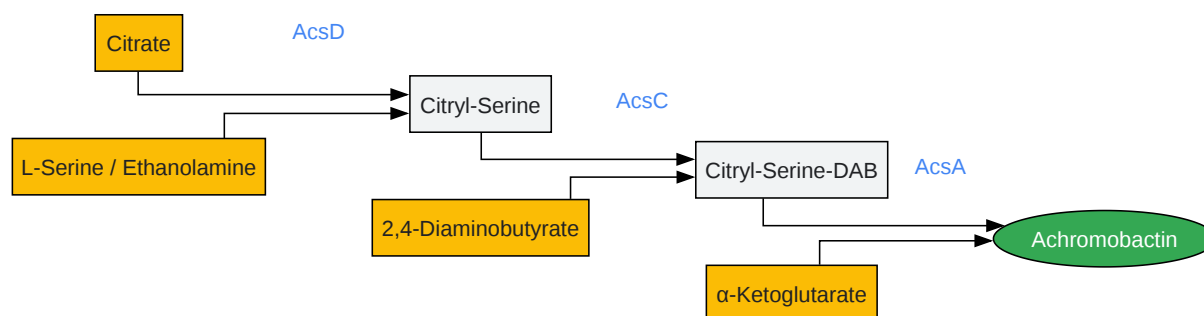 AcsD
Citrate
Citryl-Serine
AcsC
L-Serine / Ethanolamine
Citryl-Serine-DAB
AcsA
2,4-Diaminobutyrate
Achromobactin
α-Ketoglutarate